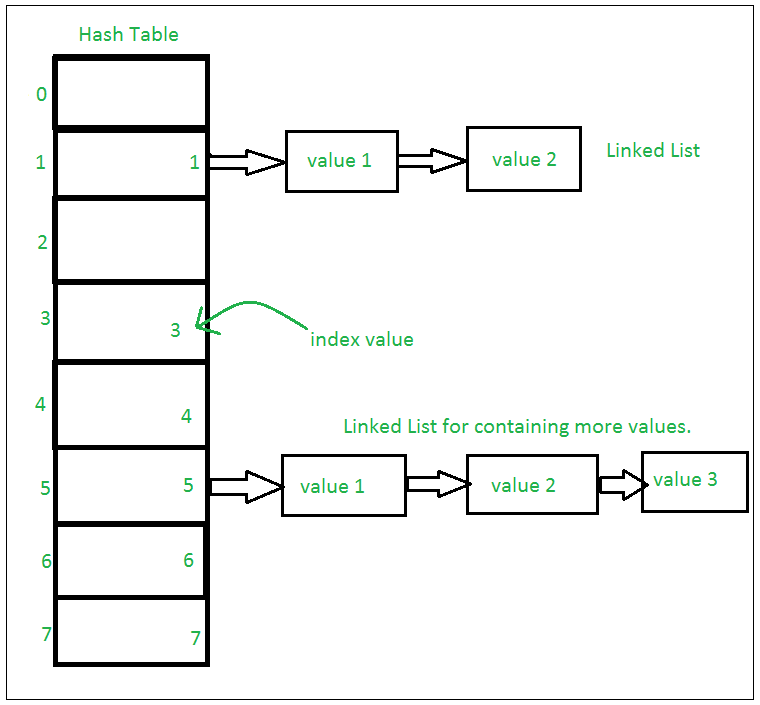 Hash Table
0
1
1
value 1
value 2
Linked List
2
3
3
index value
4
4
Linked List for containing more values.
5
5
value 1
value 2
value 3
6
6
7
7